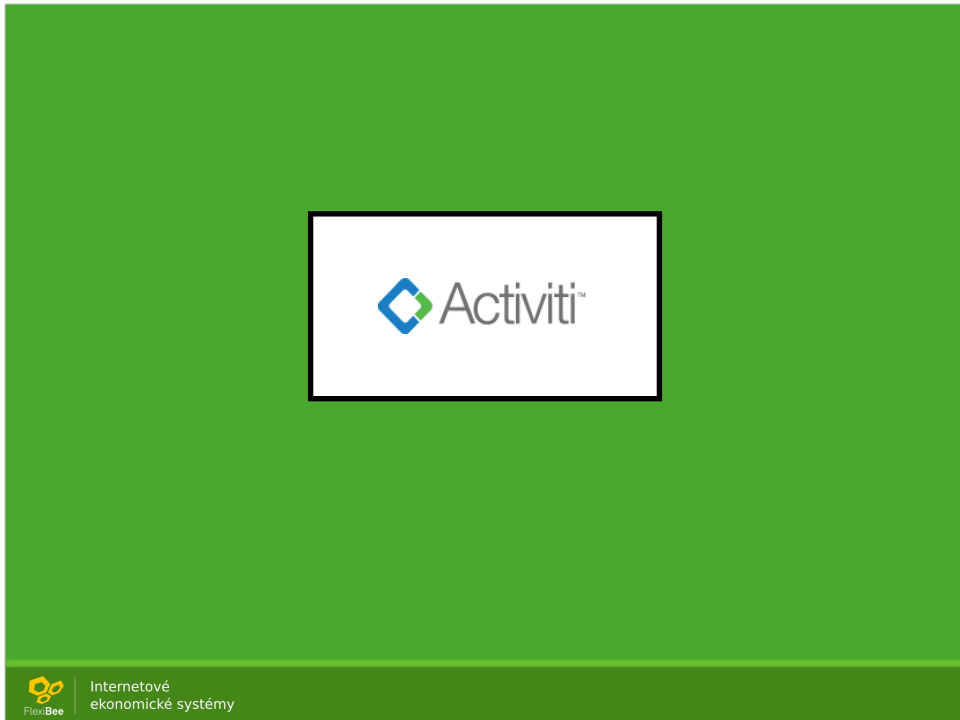 Activiti™
FlexiBee
Internetové
ekonomické systémy